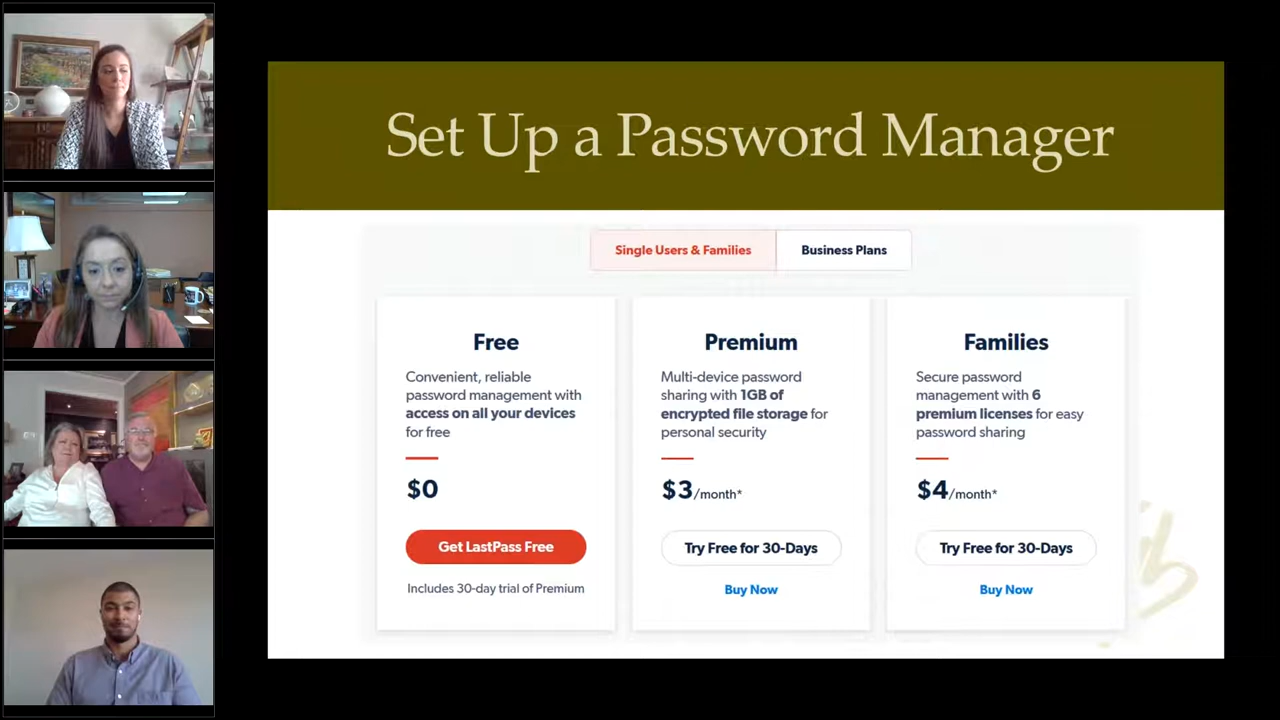 Set Up a Password Manager
Single Users & Families
Business Plans
Free
Convenient, reliable
password management with
access on all your devices
for free
$0
Get LastPass Free
Includes 30-day trial of Premium
Premium
Multi-device password
sharing with 1GB of
encrypted file storage for
personal security
$3/month*
Try Free for 30-Days
Buy Now
Families
Secure password
management with 6
premium licenses for easy
password sharing
$4/month*
Try Free for 30-Days
Buy Now